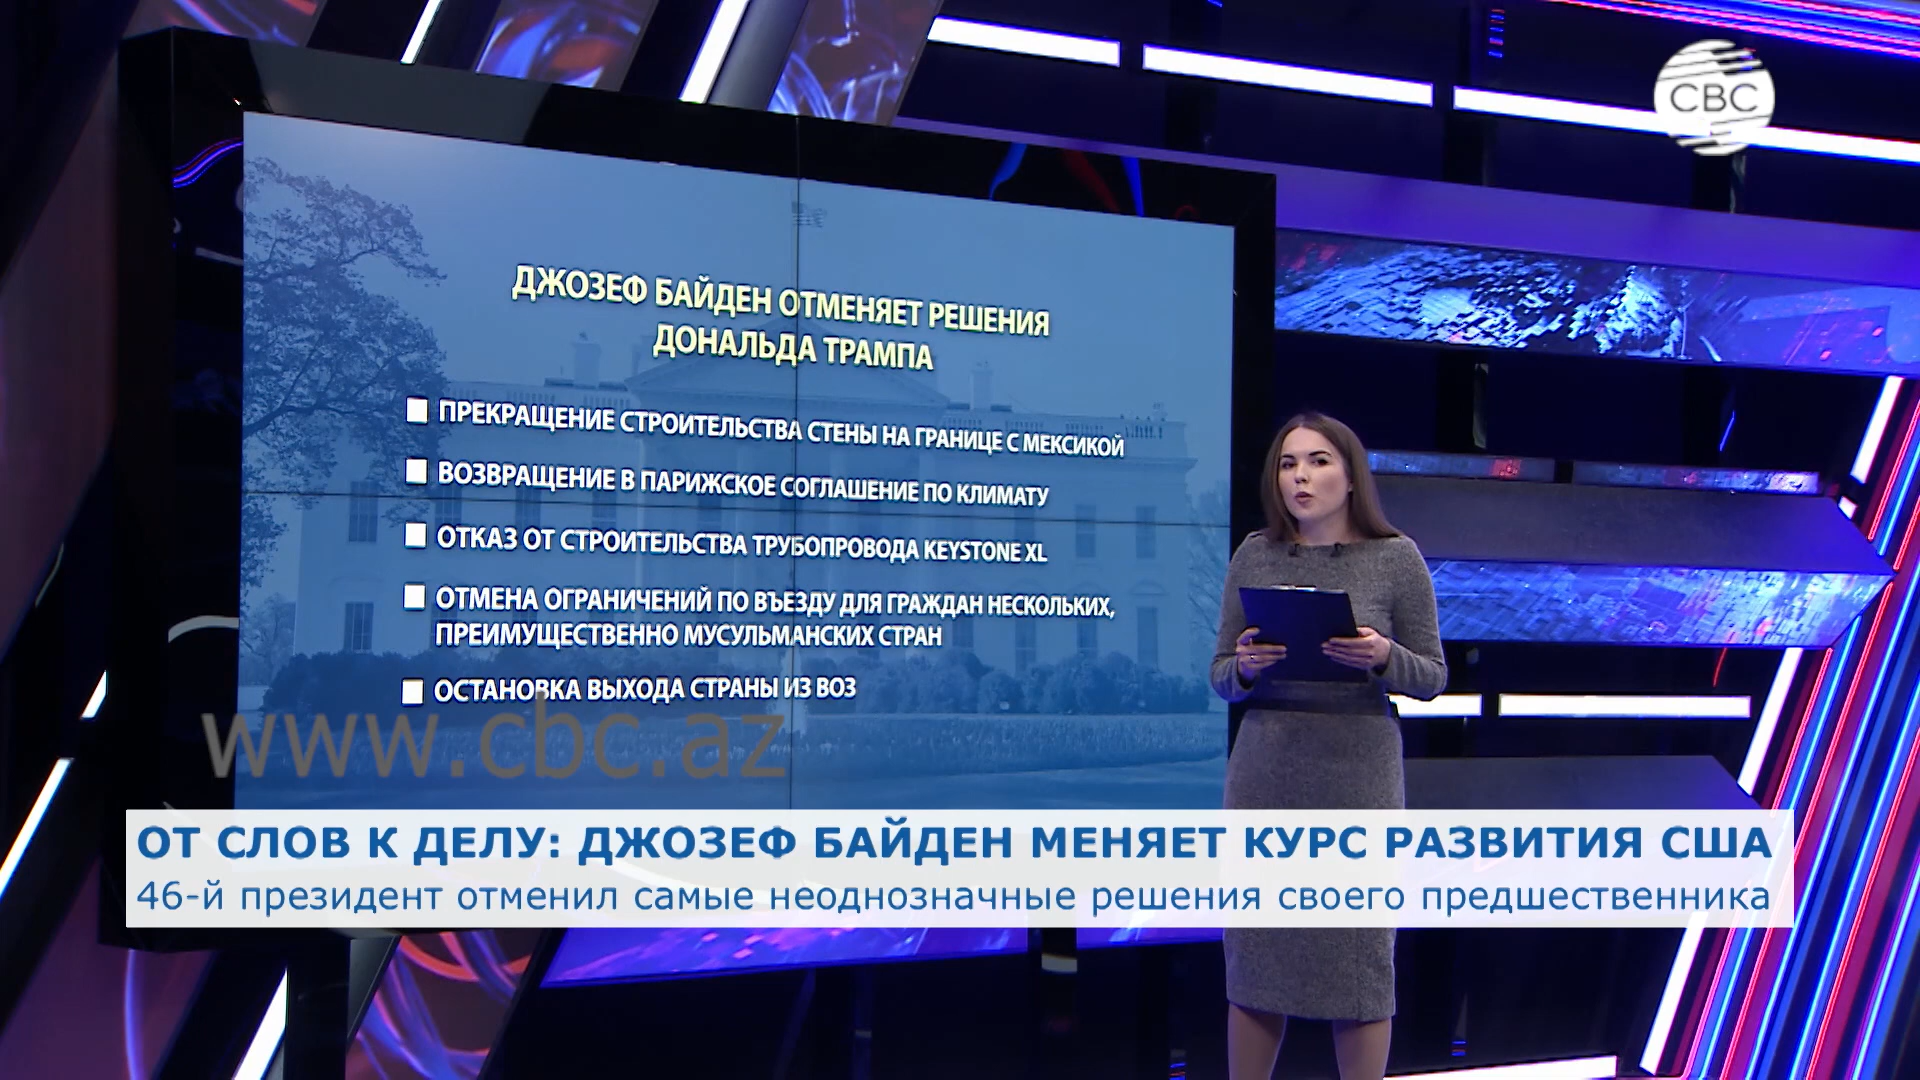 CBC
ДЖОЗЕФ БАЙДЕН ОТМЕНЯЕТ РЕШЕНИЯ
ДОНАЛЬДА ТРАМПА
ПРЕКРАЩЕНИЕ СТРОИТЕЛЬСТВА СТЕНЫ НА ГРАНИЦЕ С МЕКСИКОЙ
ВОЗВРАЩЕНИЕ В ПАРИЖСКОЕ СОГЛАШЕНИЕ ПО КЛИМАТУ
ОТКАЗ ОТ СТРОИТЕЛЬСТВА ТРУБОПРОВОДА KEYSTONE XL
ОТМЕНА ОГРАНИЧЕНИЙ ПО ВЪЕЗДУ ДЛЯ ГРАЖДАН НЕСКОЛЬКИХ,
ПРЕИМУЩЕСТВЕННО МУСУЛЬМАНСКИХ СТРАН
ОСТАНОВКА ВЫХОДА СТРАНЫ ИЗ ВОЗ
www.cbc.az
ОТ СЛОВ К ДЕЛУ: ДЖОЗЕФ БАЙДЕН МЕНЯЕТ КУРС РАЗВИТИЯ США
46-й президент отменил самые неоднозначные решения своего предшественника